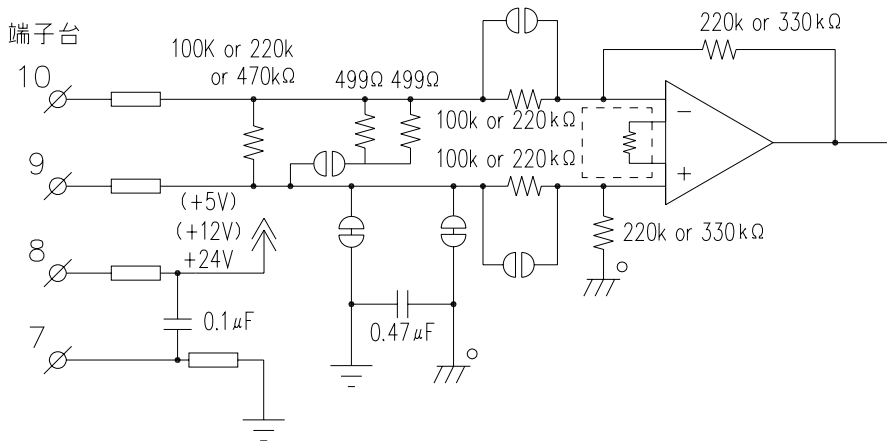 端子台
10
9
8
7
100K or 220k
or 470kΩ
499Ω 499Ω
220k or 330kΩ
100k or 220kΩ
100k or 220kΩ
−
+
220k or 330kΩ
(+5V)
(+12V)
+24V
0.1μF
0.47μF